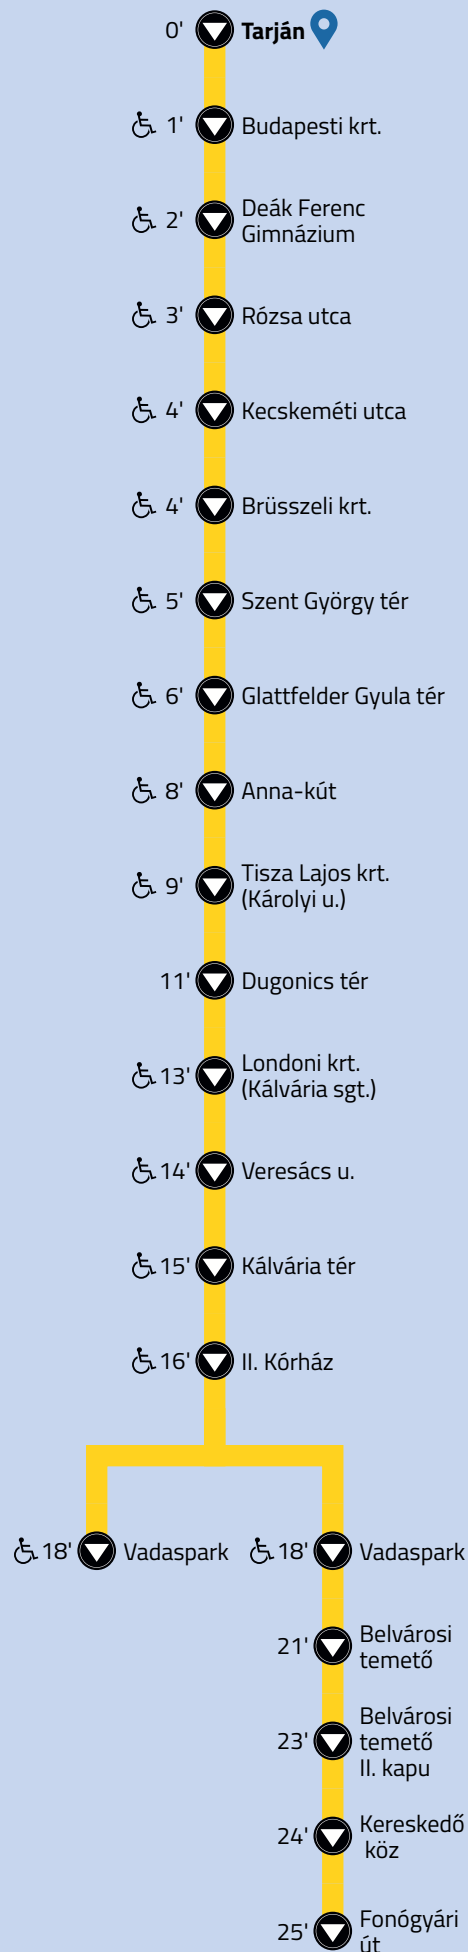 0' Tarján
1' Budapesti krt.
2' Deák Ferenc
Gimnázium
3' Rózsa utca
4' Kecskeméti utca
4' Brüsszeli krt.
5' Szent György tér
6' Glattfelder Gyula tér
8' Anna-kút
9' Tisza Lajos krt.
(Károlyi u.)
11' Dugonics tér
13' Londoni krt.
(Kálvária sgt.)
14' Veresács u.
15' Kálvária tér
16' II. Kórház
18' Vadaspark 18' Vadaspark
21' Belvárosi
temető
23' Belvárosi
temető
II. kapu
24' Kereskedő
köz
25' Fonógyári
út